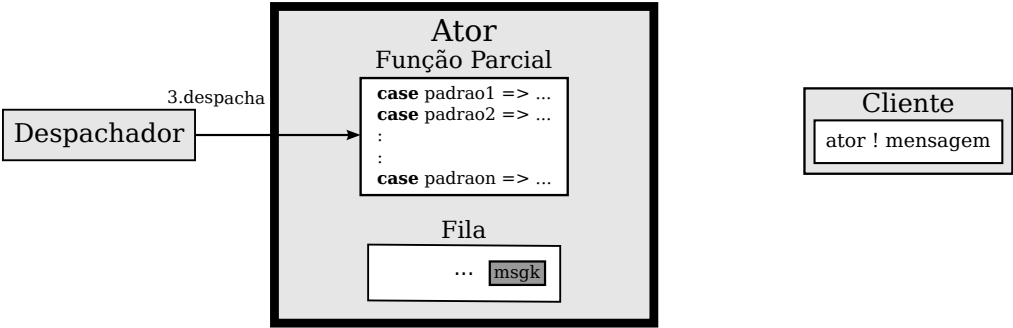 Ator
Função Parcial
3.despacha
case padrao1 => ...
case padrao2 => ...
:
:
case padraon => ...
Despachador
Cliente
ator ! mensagem
Fila
... msgk